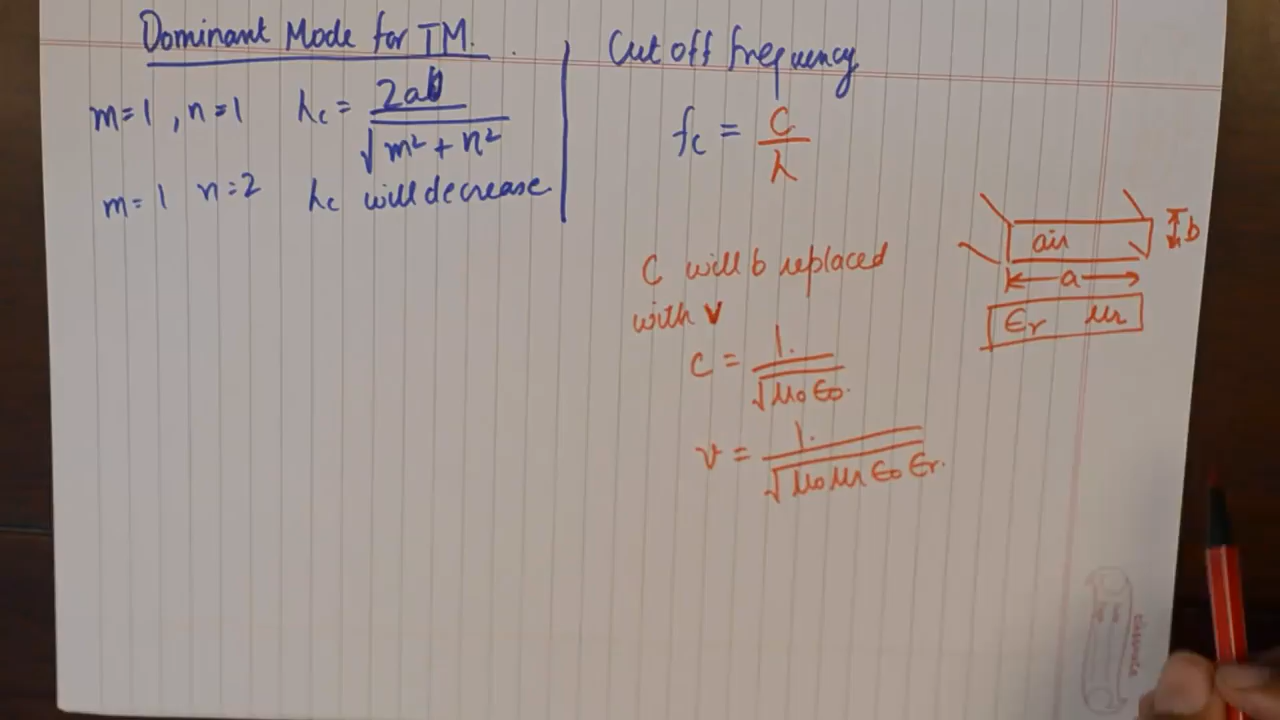 Dominant Mode for TM.
m=1 , n=1 λc = 2ab / √m² + n²
m=1 n=2 λc will decrease
Cut off frequency
fc = C / λ
C will b replaced
with v
C = 1. / √μ₀ ϵ₀.
v = 1. / √μ₀ μr ϵ₀ ϵr.
air
b
a
ϵr μr